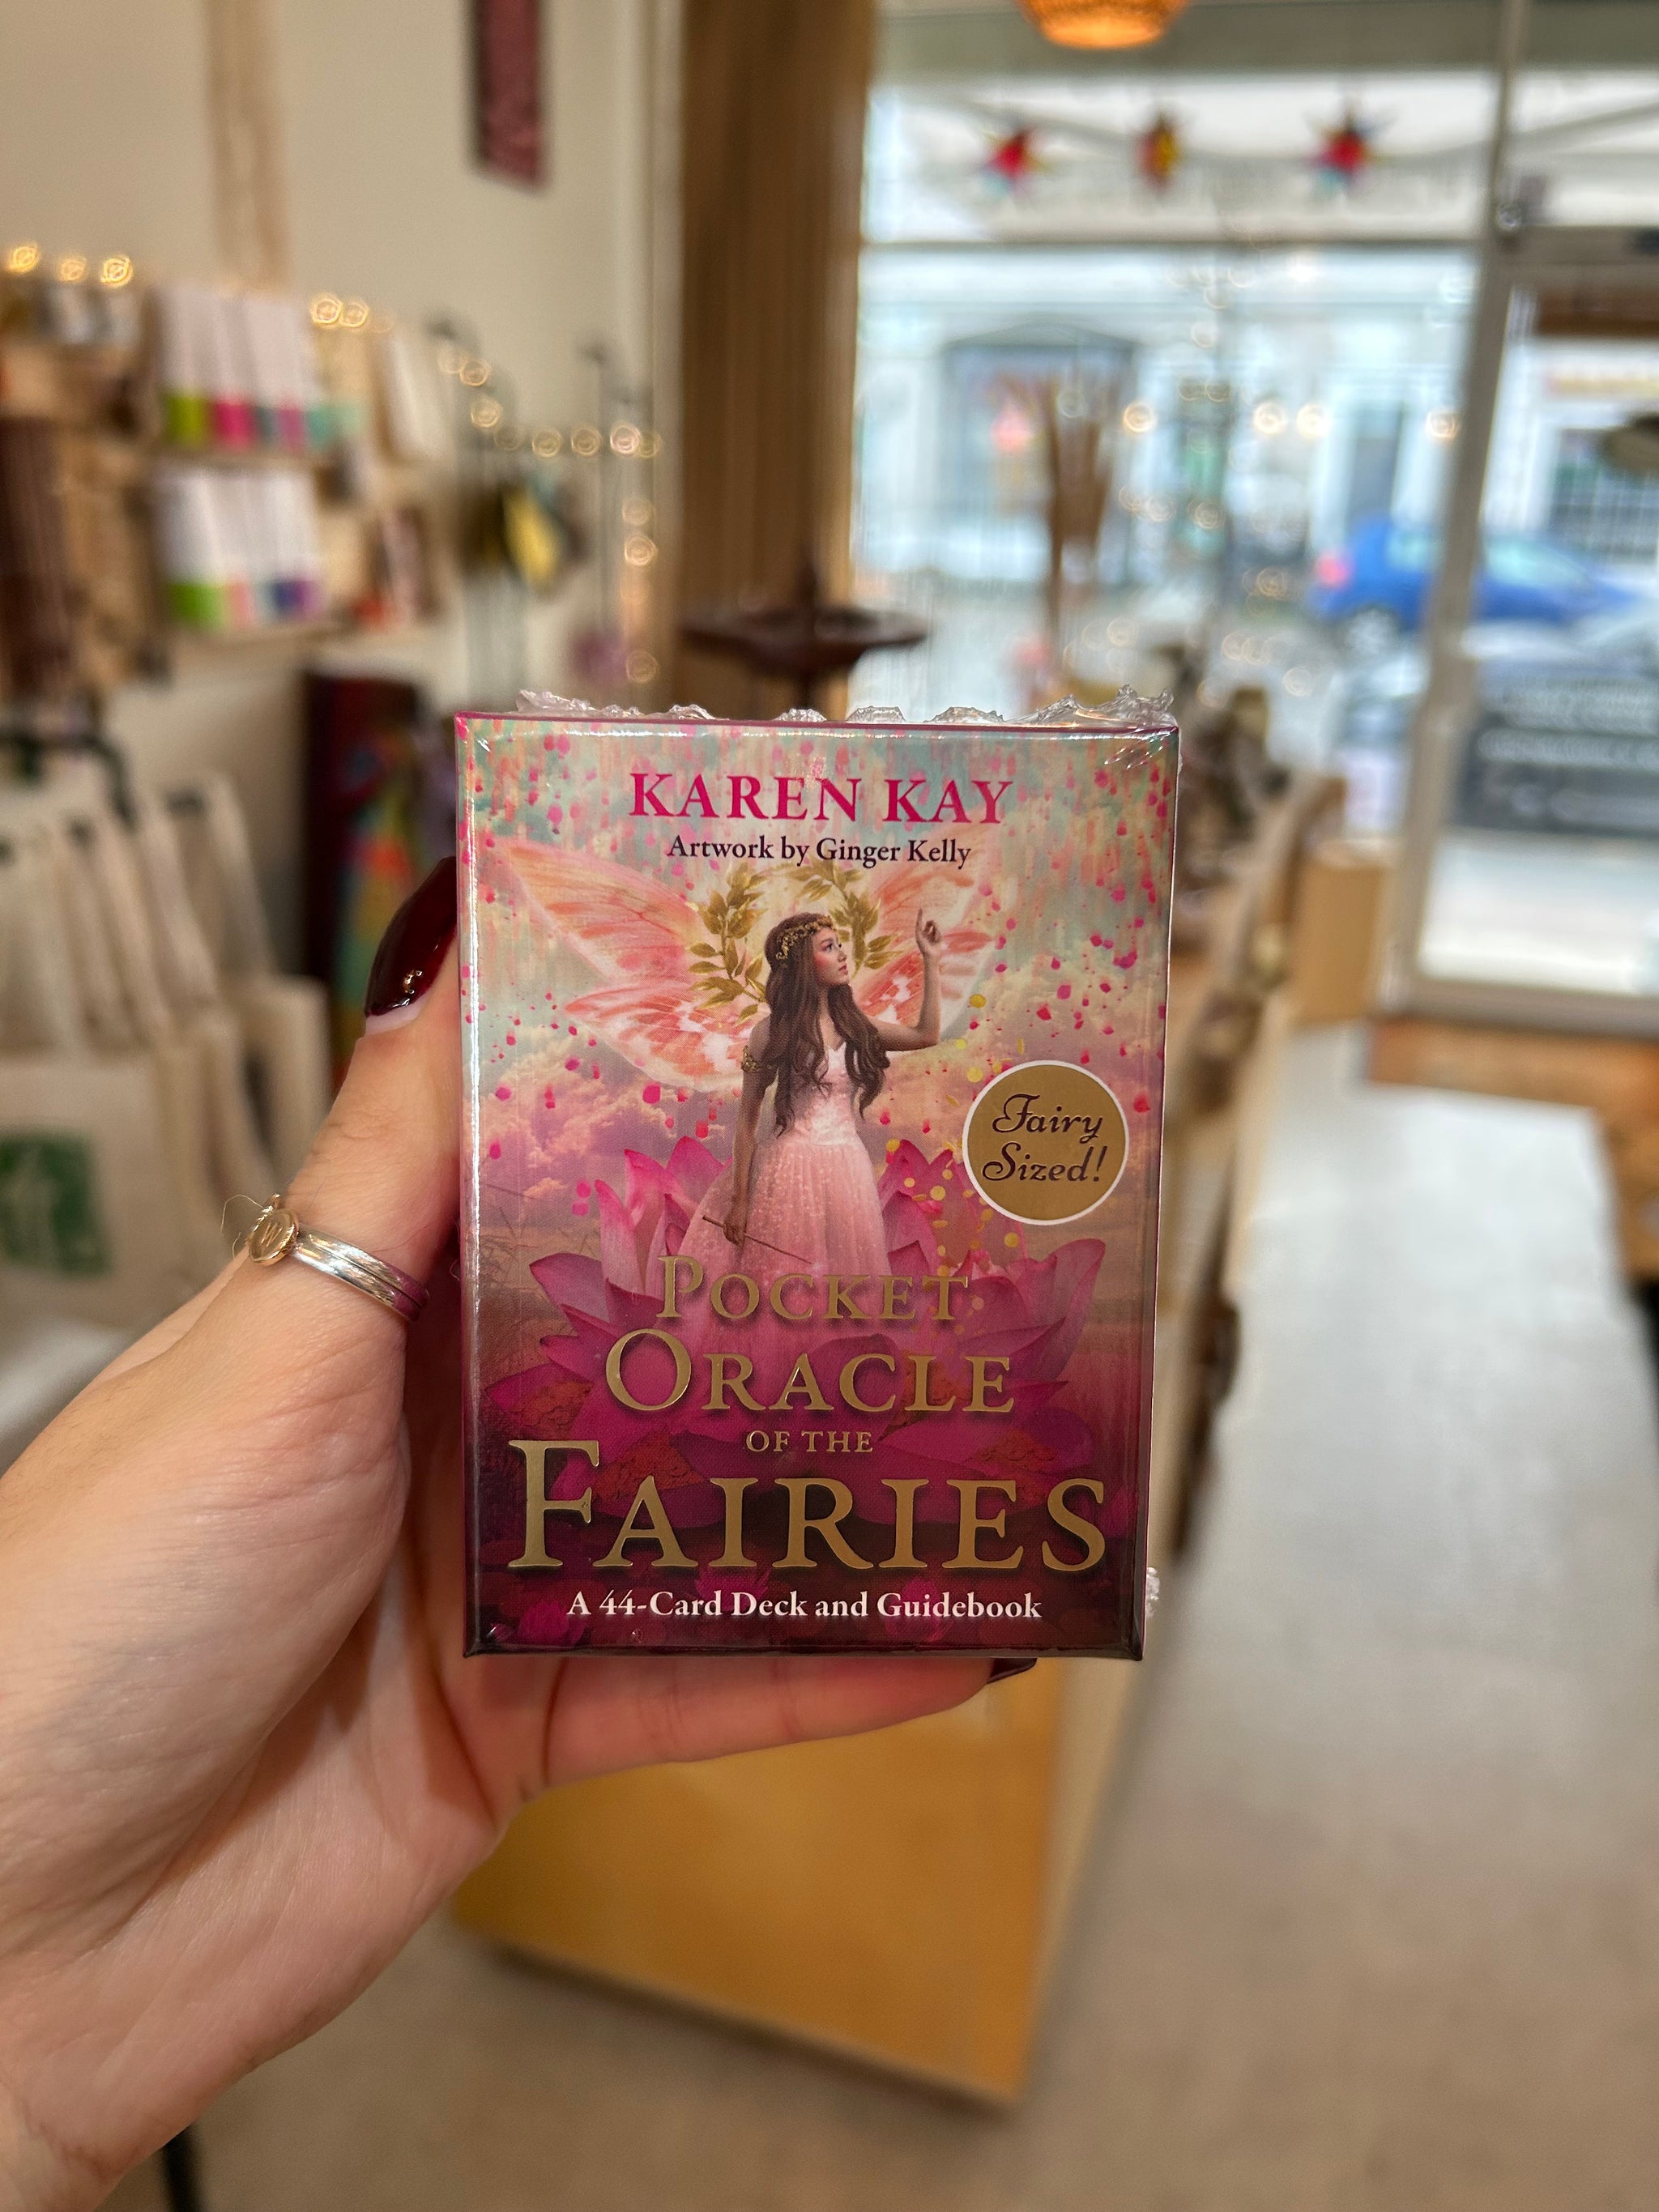 KAREN KAY
Artwork by Ginger Kelly
Fairy
Sized!
POCKET
ORACLE
OF THE
FAIRIES
A 44-Card Deck and Guidebook